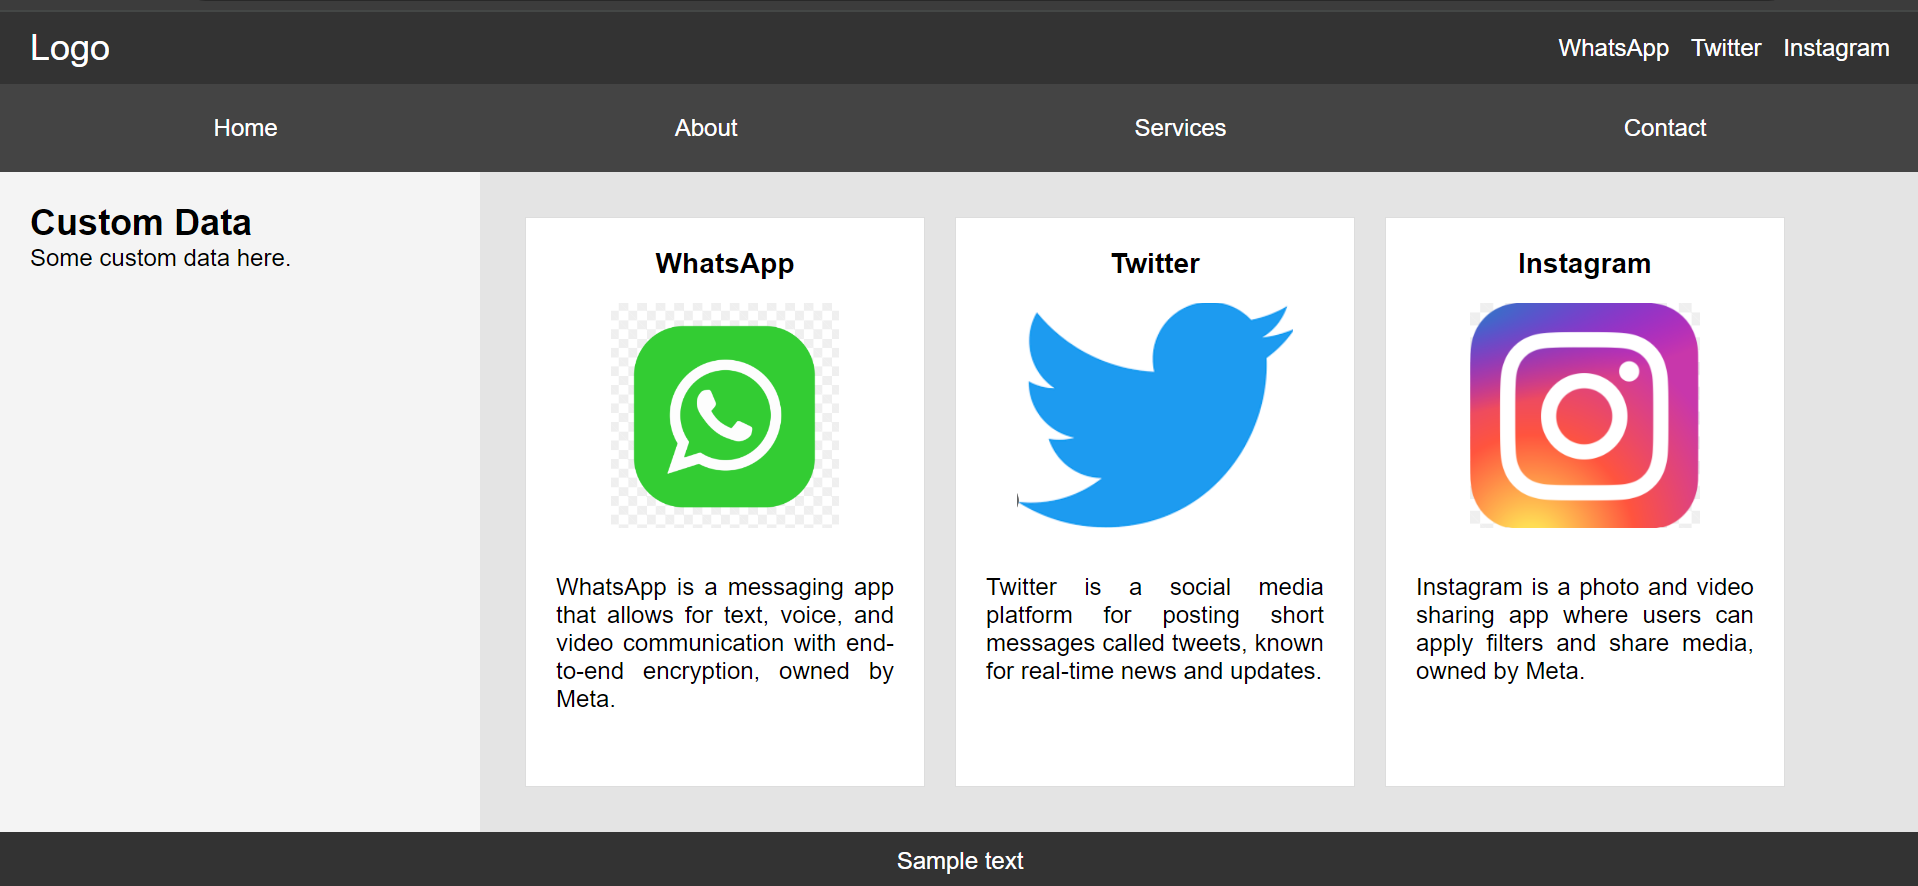 Logo
WhatsApp Twitter Instagram
Home About Services Contact
Custom Data
Some custom data here.
WhatsApp
WhatsApp is a messaging app
that allows for text, voice, and
video communication with end-
to-end encryption, owned by
Meta.
Twitter
Twitter is a social media
platform for posting short
messages called tweets, known
for real-time news and updates.
Instagram
Instagram is a photo and video
sharing app where users can
apply filters and share media,
owned by Meta.
Sample text